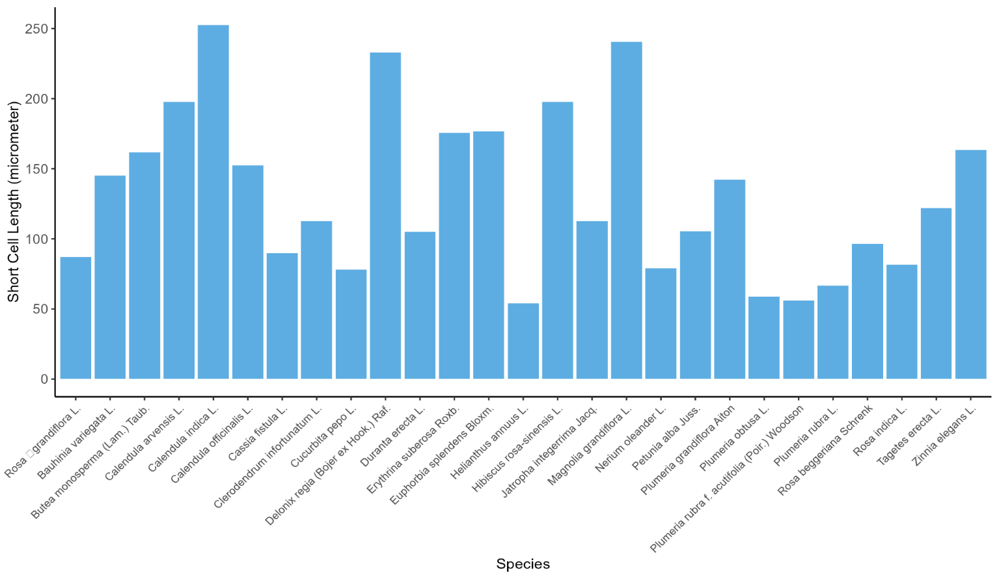 Short Cell Length (micrometer)
250
200
150
100
50
0
Rosa □grandiflora L.
Bauhinia variegata L.
Butea monosperma (Lam.) Taub.
Calendula arvensis L.
Calendula indica L.
Calendula officinalis L.
Cassia fistula L.
Clerodendrum infortunatum L.
Cucurbita pepo L.
Delonix regia (Bojer ex Hook.) Raf.
Duranta erecta L.
Erythrina suberosa Roxb.
Euphorbia splendens Bloxm.
Helianthus annuus L.
Hibiscus rosa-sinensis L.
Jatropha integerrima Jacq.
Magnolia grandiflora L.
Nerium oleander L.
Petunia alba Juss.
Plumeria grandiflora Aiton
Plumeria obtusa L.
Plumeria rubra f. acutifolia (Poir.) Woodson
Plumeria rubra L.
Rosa beggeriana Schrenk
Rosa indica L.
Tagetes erecta L.
Zinnia elegans L.
Species